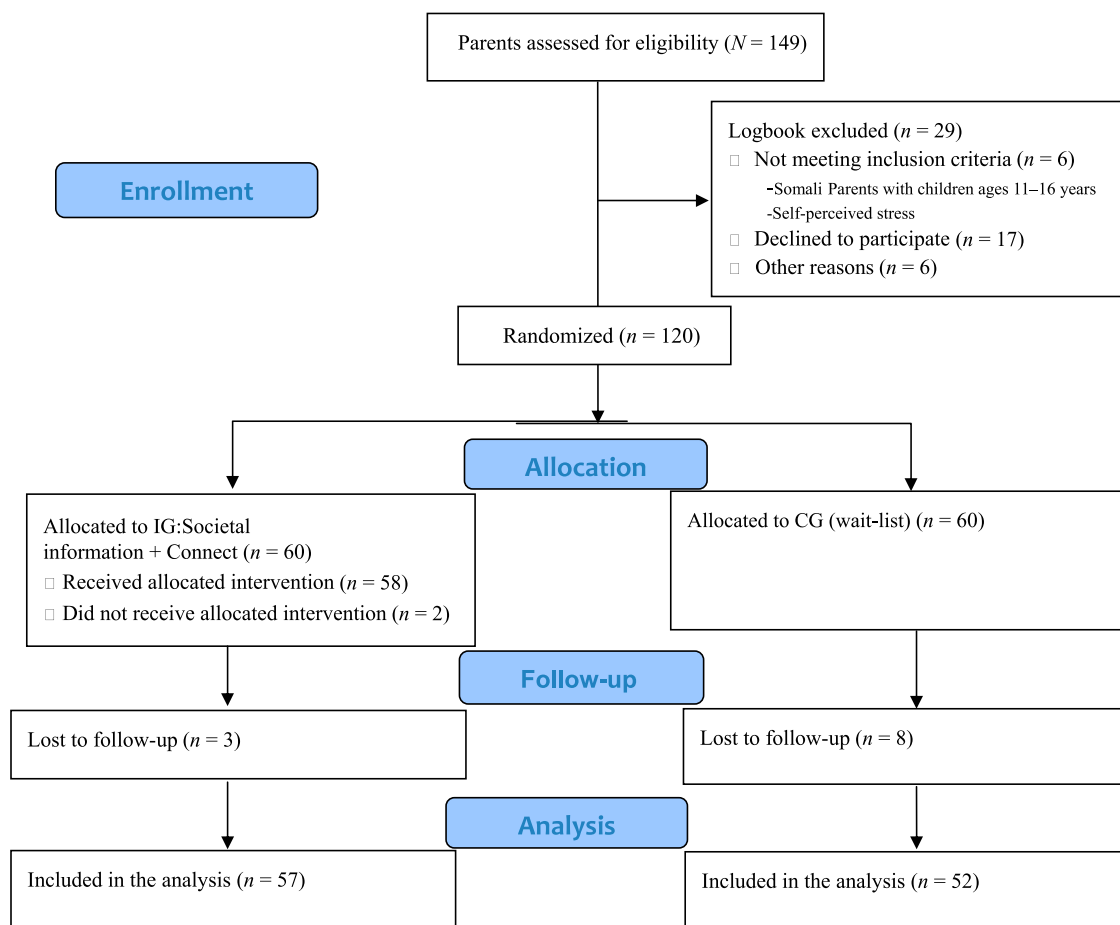 Parents assessed for eligibility (N = 149)
Logbook excluded (n = 29)
□ Not meeting inclusion criteria (n = 6)
-Somali Parents with children ages 11–16 years
-Self-perceived stress
□ Declined to participate (n = 17)
□ Other reasons (n = 6)
Enrollment
Randomized (n = 120)
Allocation
Allocated to IG:Societal
information + Connect (n = 60)
□ Received allocated intervention (n = 58)
□ Did not receive allocated intervention (n = 2)
Allocated to CG (wait-list) n = 60)
Follow-up
Lost to follow-up (n = 3)
Lost to follow-up (n = 8)
Analysis
Included in the analysis (n = 57)
Included in the analysis (n = 52)